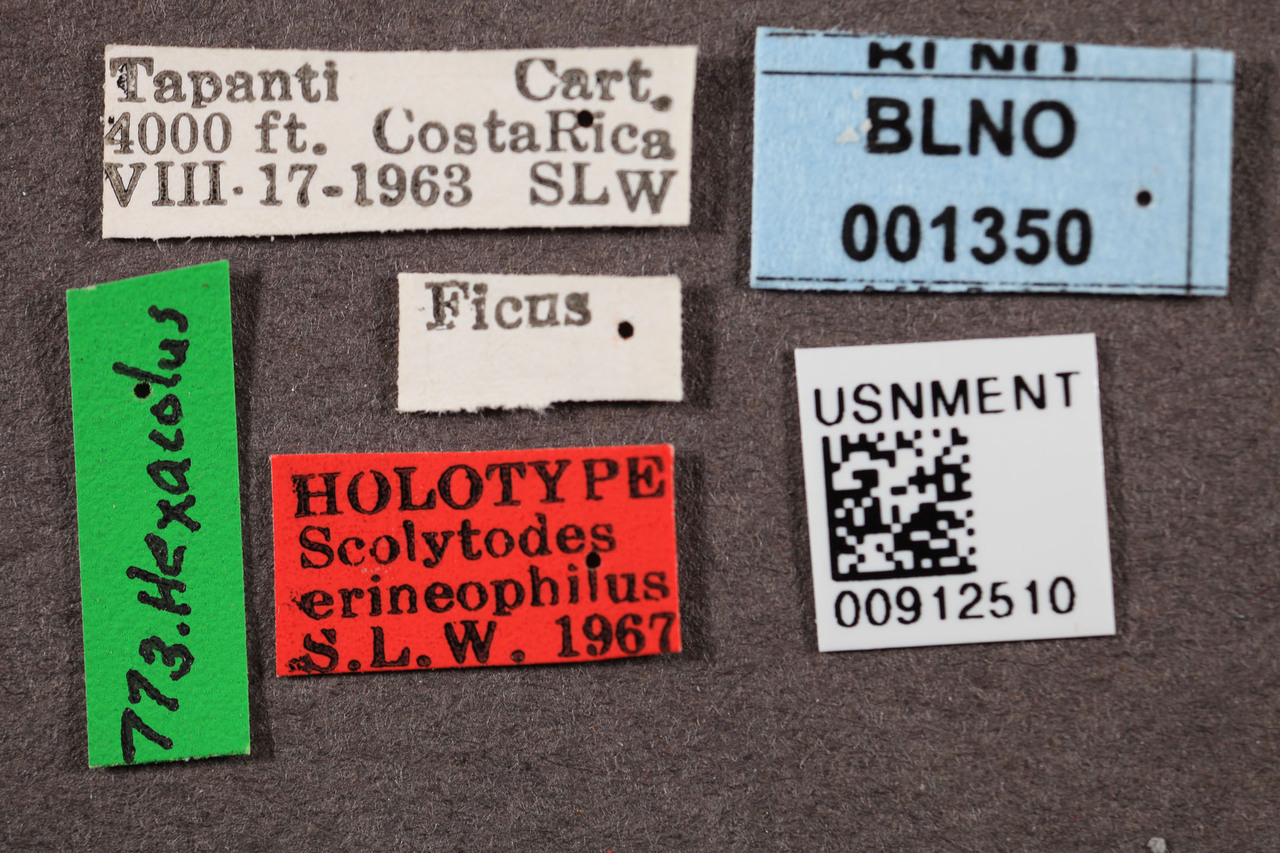 Tapanti Cart.
4000 ft. CostaRica
VIII·17-1963 SLW
BLNO
BLNO
001350
Ficus
773.Hexacolus
HOLOTYPE
Scolytodes
erineophilus
S.L.W. 1967
USNMENT
00912510